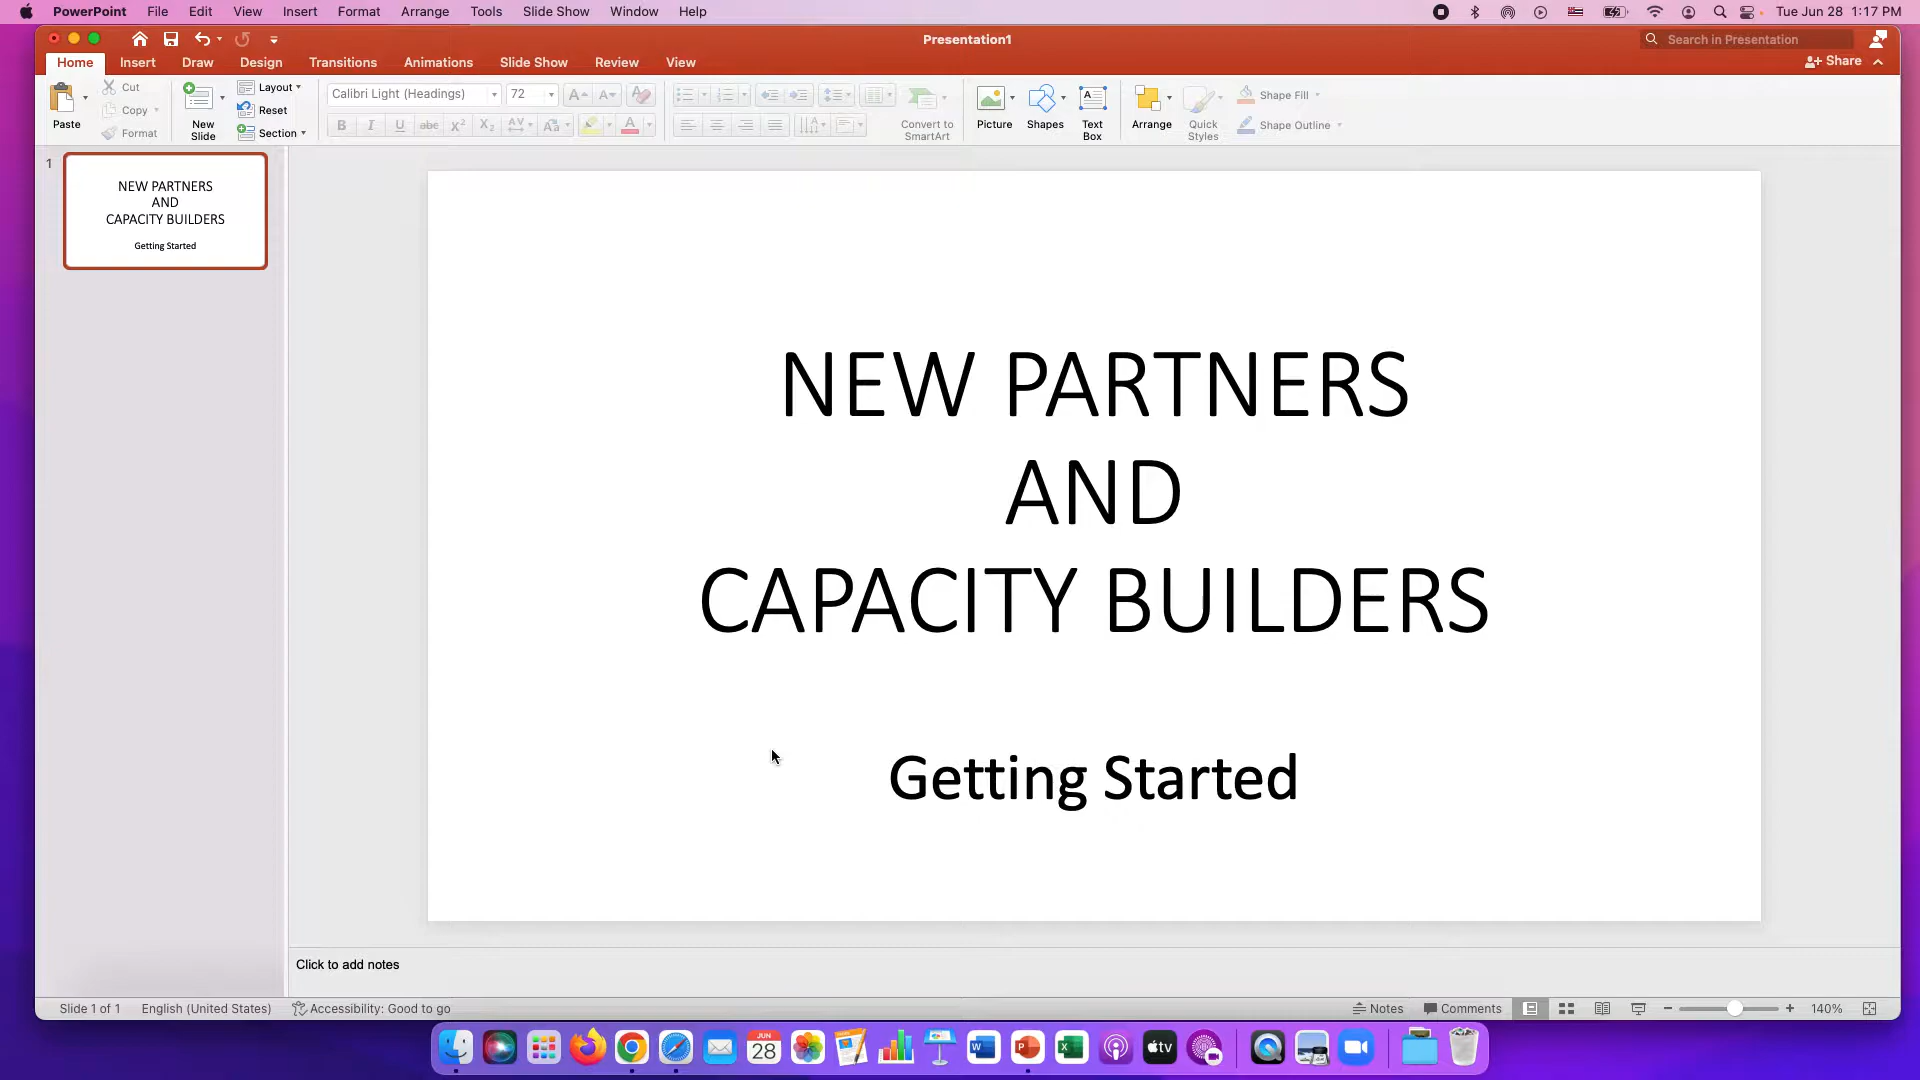 PowerPoint File Edit View Insert Format Arrange Tools Slide Show Window Help Tue Jun 28 1:17 PM
Presentation1
Search in Presentation
Home Insert Draw Design Transitions Animations Slide Show Review View
Share
Paste
Cut
Copy
Format
New Slide
Layout
Reset
Section
Calibri Light (Headings) 72
Convert to SmartArt
Picture
Shapes
Text Box
Arrange
Quick Styles
Shape Fill
Shape Outline
1
NEW PARTNERS
AND
CAPACITY BUILDERS
Getting Started
NEW PARTNERS
AND
CAPACITY BUILDERS
Getting Started
Click to add notes
Slide 1 of 1 English (United States) Accessibility: Good to go Notes Comments 140%
JUN
28
tv